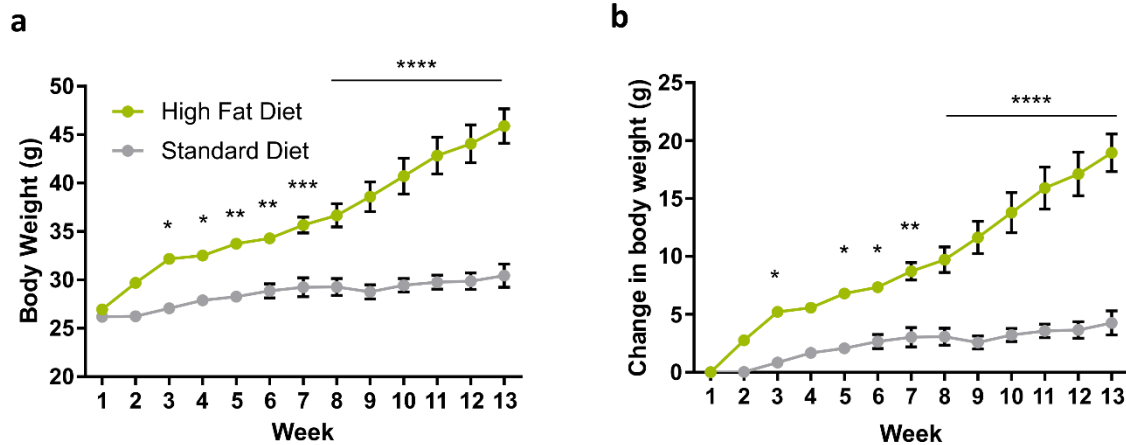 a
Body Weight (g)
50
45
40
35
30
25
20
High Fat Diet
Standard Diet
*
*
**
**
***
****
1 2 3 4 5 6 7 8 9 10 11 12 13
Week
b
Change in body weight (g)
25
20
15
10
5
0
*
*
*
**
****
1 2 3 4 5 6 7 8 9 10 11 12 13
Week